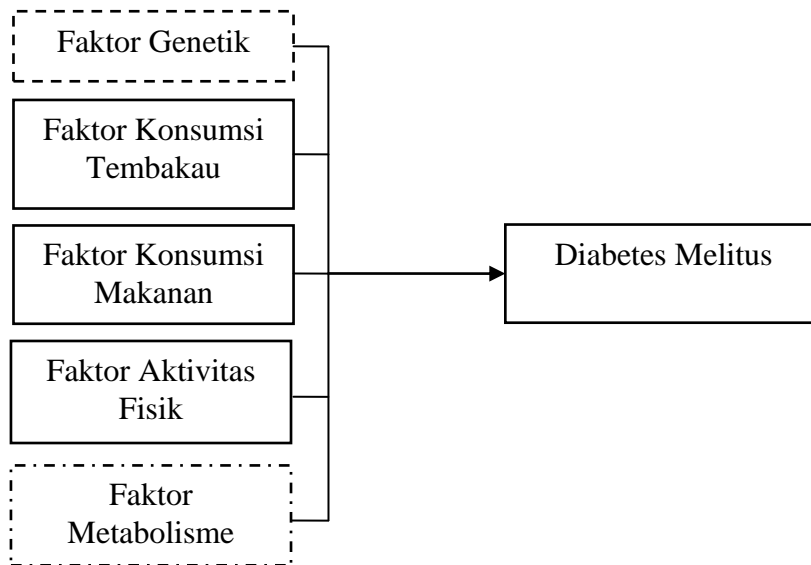 Faktor Genetik
Faktor Konsumsi
Tembakau
Faktor Konsumsi
Makanan
Diabetes Melitus
Faktor Aktivitas
Fisik
Faktor
Metabolisme